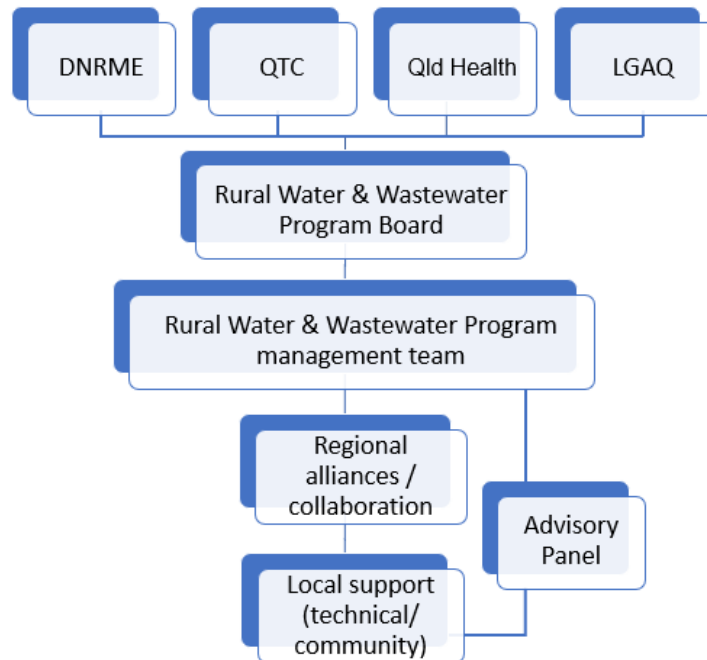 DNRME
QTC
Qld Health
LGAQ
Rural Water & Wastewater
Program Board
Rural Water & Wastewater Program
management team
Regional
alliances /
collaboration
Advisory
Panel
Local support
(technical/
community)